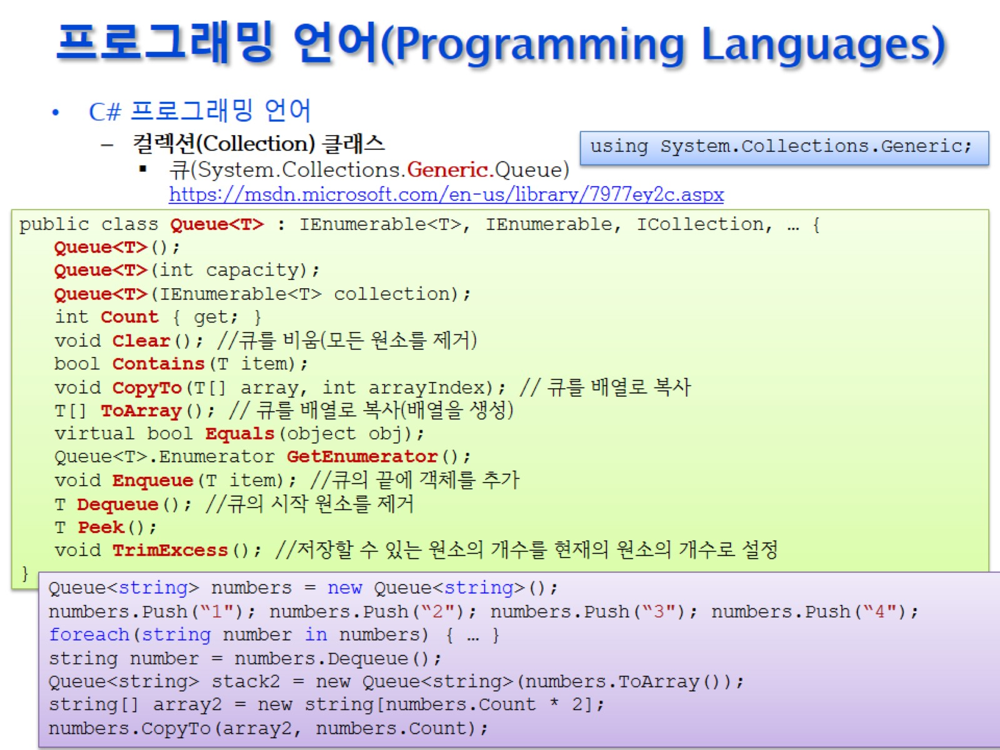 프로그래밍 언어(Programming Languages)
• C# 프로그래밍 언어
– 컬렉션(Collection) 클래스
using System.Collections.Generic;
▪ 큐(System.Collections.Generic.Queue)
https://msdn.microsoft.com/en-us/library/7977ey2c.aspx
public class Queue<T> : IEnumerable<T>, IEnumerable, ICollection, … {
Queue<T>();
Queue<T>(int capacity);
Queue<T>(IEnumerable<T> collection);
int Count { get; }
void Clear(); //큐를 비움(모든 원소를 제거)
bool Contains(T item);
void CopyTo(T[] array, int arrayIndex); // 큐를 배열로 복사
T[] ToArray(); // 큐를 배열로 복사(배열을 생성)
virtual bool Equals(object obj);
Queue<T>.Enumerator GetEnumerator();
void Enqueue(T item); //큐의 끝에 객체를 추가
T Dequeue(); //큐의 시작 원소를 제거
T Peek();
void TrimExcess(); //저장할 수 있는 원소의 개수를 현재의 원소의 개수로 설정
}
Queue<string> numbers = new Queue<string>();
numbers.Push(“1"); numbers.Push(“2"); numbers.Push(“3"); numbers.Push(“4");
foreach(string number in numbers) { … }
string number = numbers.Dequeue();
Queue<string> stack2 = new Queue<string>(numbers.ToArray());
string[] array2 = new string[numbers.Count * 2];
numbers.CopyTo(array2, numbers.Count);